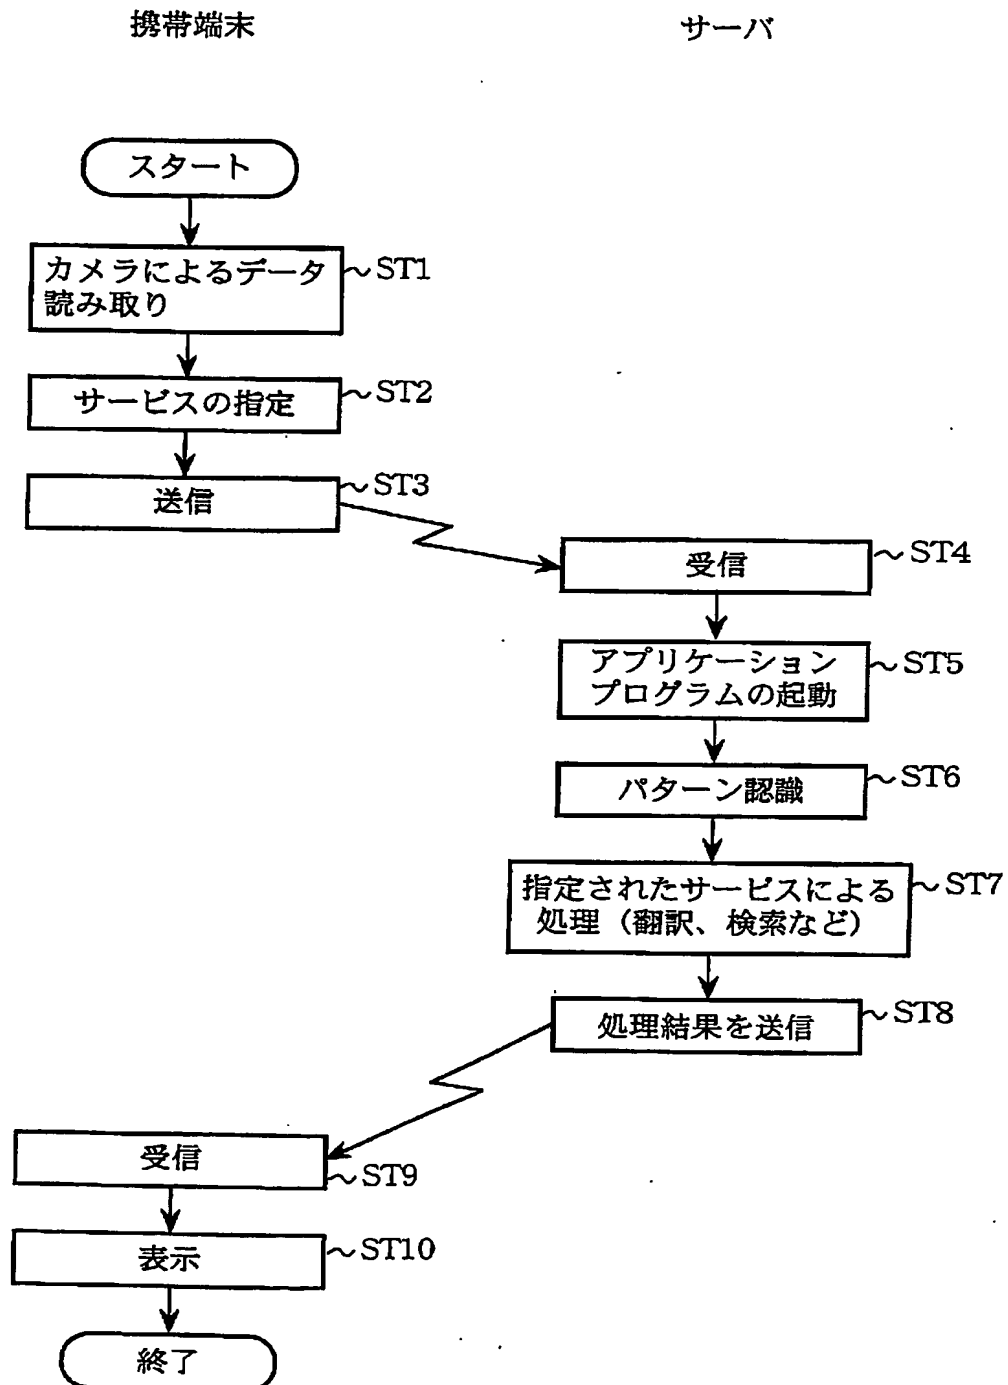 携帯端末
サーバ
スタート
カメラによるデータ
読み取り
~ST1
サービスの指定
~ST2
送信
~ST3
受信
~ST4
アプリケーション
プログラムの起動
~ST5
パターン認識
~ST6
指定されたサービスによる
処理（翻訳、検索など）
~ST7
処理結果を送信
~ST8
受信
~ST9
表示
~ST10
終了